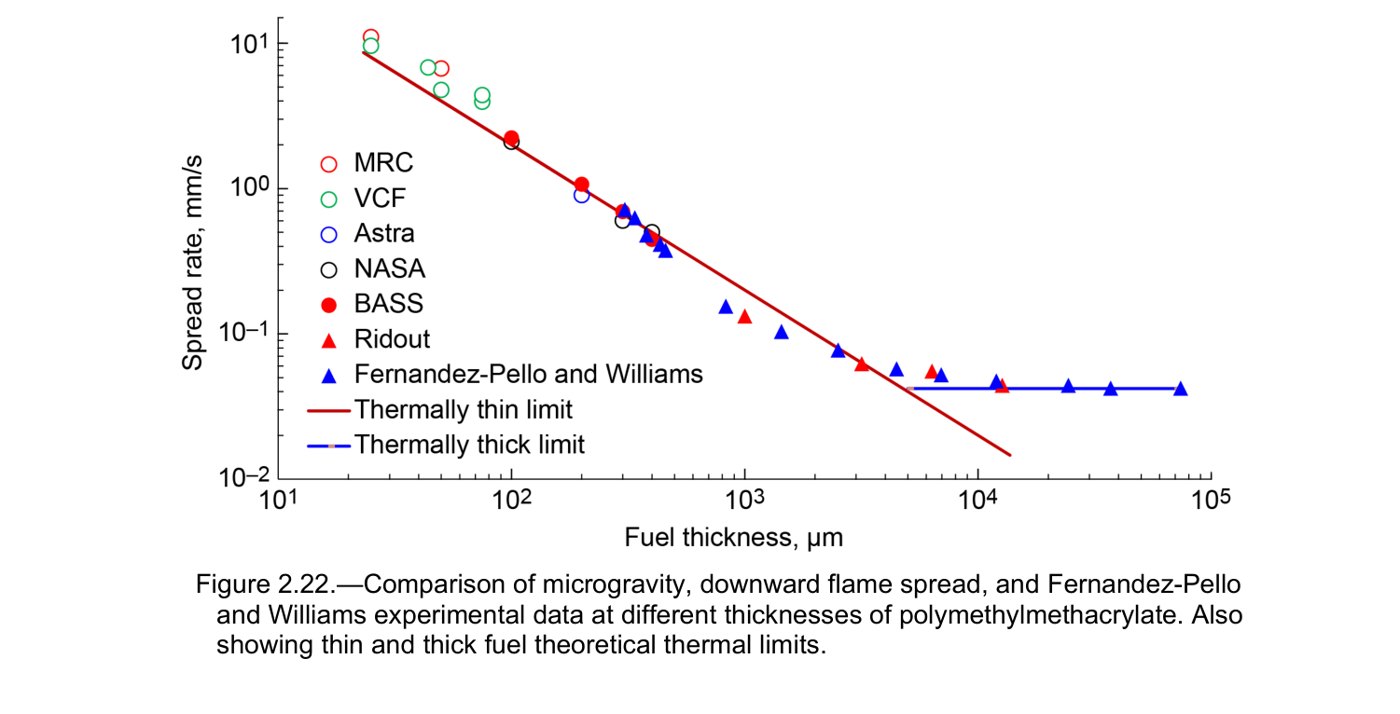 10¹
10⁰
10–1
10–2
Spread rate, mm/s
MRC
VCF
Astra
NASA
BASS
Ridout
Fernandez-Pello and Williams
Thermally thin limit
Thermally thick limit
10¹ 10² 10³ 10⁴ 10⁵
Fuel thickness, µm
Figure 2.22.—Comparison of microgravity, downward flame spread, and Fernandez-Pello
and Williams experimental data at different thicknesses of polymethylmethacrylate. Also
showing thin and thick fuel theoretical thermal limits.